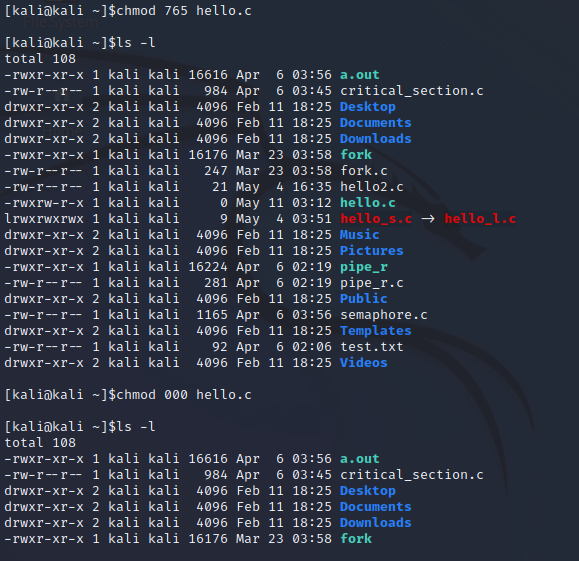 [kali@kali ~]$chmod 765 hello.c
[kali@kali ~]$ls -l
total 108
-rwxr-xr-x 1 kali kali 16616 Apr  6 03:56 a.out
-rw-r--r-- 1 kali kali   984 Apr  6 03:45 critical_section.c
drwxr-xr-x 2 kali kali  4096 Feb 11 18:25 Desktop
drwxr-xr-x 2 kali kali  4096 Feb 11 18:25 Documents
drwxr-xr-x 2 kali kali  4096 Feb 11 18:25 Downloads
-rwxr-xr-x 1 kali kali 16176 Mar 23 03:58 fork
-rw-r--r-- 1 kali kali   247 Mar 23 03:58 fork.c
-rw-r--r-- 1 kali kali    21 May  4 16:35 hello2.c
-rwxrw-r-x 1 kali kali     0 May 11 03:12 hello.c
lrwxrwxrwx 1 kali kali     9 May  4 03:51 hello_s.c -> hello_l.c
drwxr-xr-x 2 kali kali  4096 Feb 11 18:25 Music
drwxr-xr-x 2 kali kali  4096 Feb 11 18:25 Pictures
-rwxr-xr-x 1 kali kali 16224 Apr  6 02:19 pipe_r
-rw-r--r-- 1 kali kali   281 Apr  6 02:19 pipe_r.c
drwxr-xr-x 2 kali kali  4096 Feb 11 18:25 Public
-rw-r--r-- 1 kali kali  1165 Apr  6 03:56 semaphore.c
drwxr-xr-x 2 kali kali  4096 Feb 11 18:25 Templates
-rw-r--r-- 1 kali kali    92 Apr  6 02:06 test.txt
drwxr-xr-x 2 kali kali  4096 Feb 11 18:25 Videos
[kali@kali ~]$chmod 000 hello.c
[kali@kali ~]$ls -l
total 108
-rwxr-xr-x 1 kali kali 16616 Apr  6 03:56 a.out
-rw-r--r-- 1 kali kali   984 Apr  6 03:45 critical_section.c
drwxr-xr-x 2 kali kali  4096 Feb 11 18:25 Desktop
drwxr-xr-x 2 kali kali  4096 Feb 11 18:25 Documents
drwxr-xr-x 2 kali kali  4096 Feb 11 18:25 Downloads
-rwxr-xr-x 1 kali kali 16176 Mar 23 03:58 fork